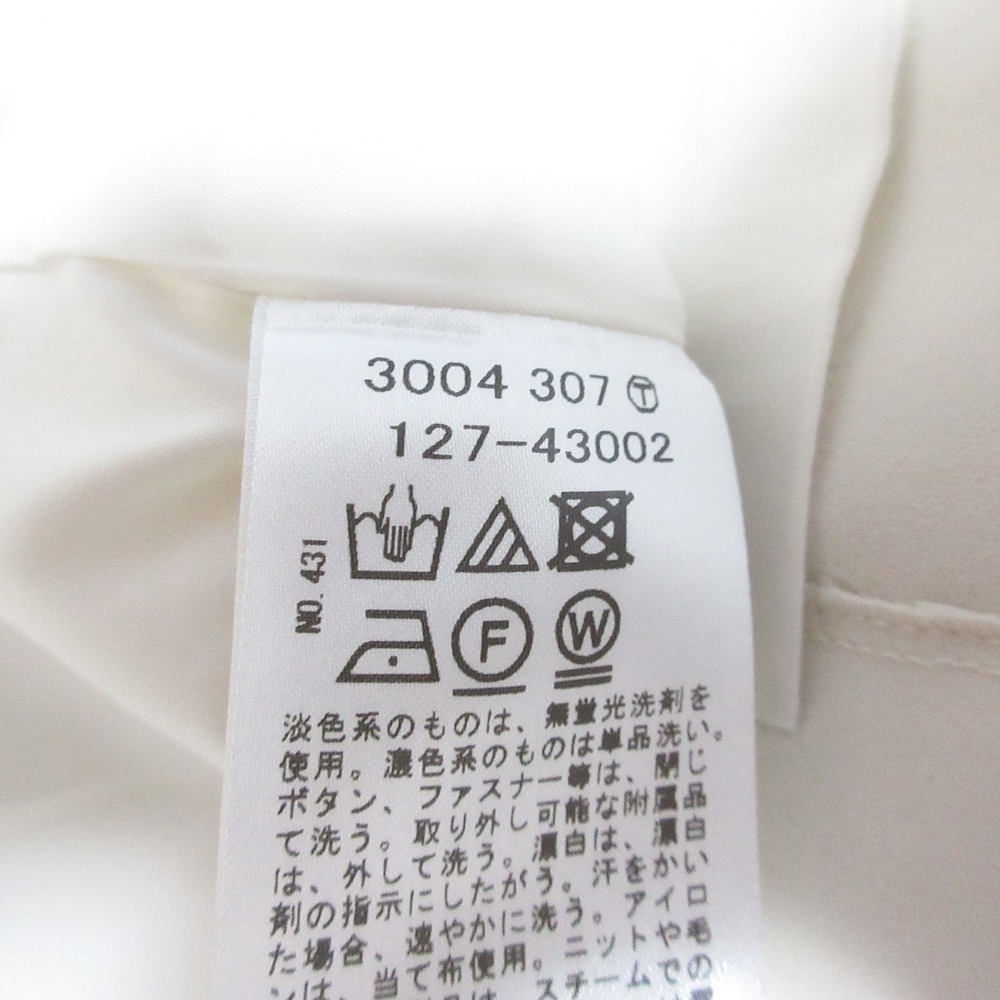 3004 307 Ⓣ
127-43002
NO. 431
F
W
淡色系のものは、無蛍光洗剤を
使用。濃色系のものは単品洗い。
ボタン、ファスナー等は、閉じ
て洗う。取り外し可能な附属品
は、外して洗う。漂白は、漂白
剤の指示にしたがう。汗をかい
た場合、速やかに洗う。アイロ
ンは、当て布使用。ニットや毛
スチームで